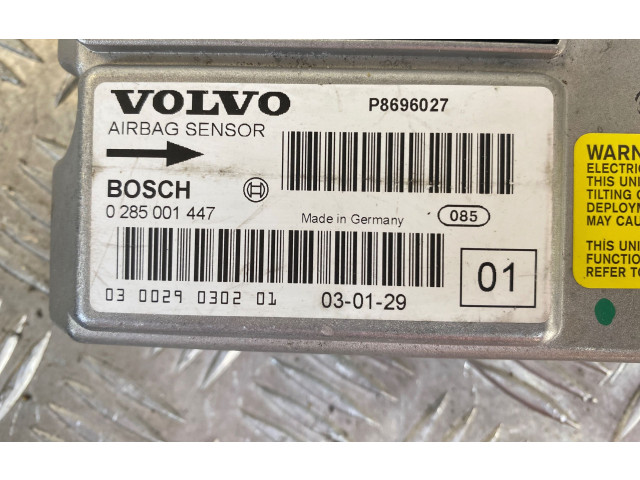 VOLVO
P8696027
AIRBAG SENSOR
BOSCH
0 285 001 447
Made in Germany
085
03 0029 0302 01
03-01-29
01
WARN
ELECTRI
THIS UNI
TILTING
DEPLOYM
MAY CAU
THIS UNI
FUNCTIO
REFER TO